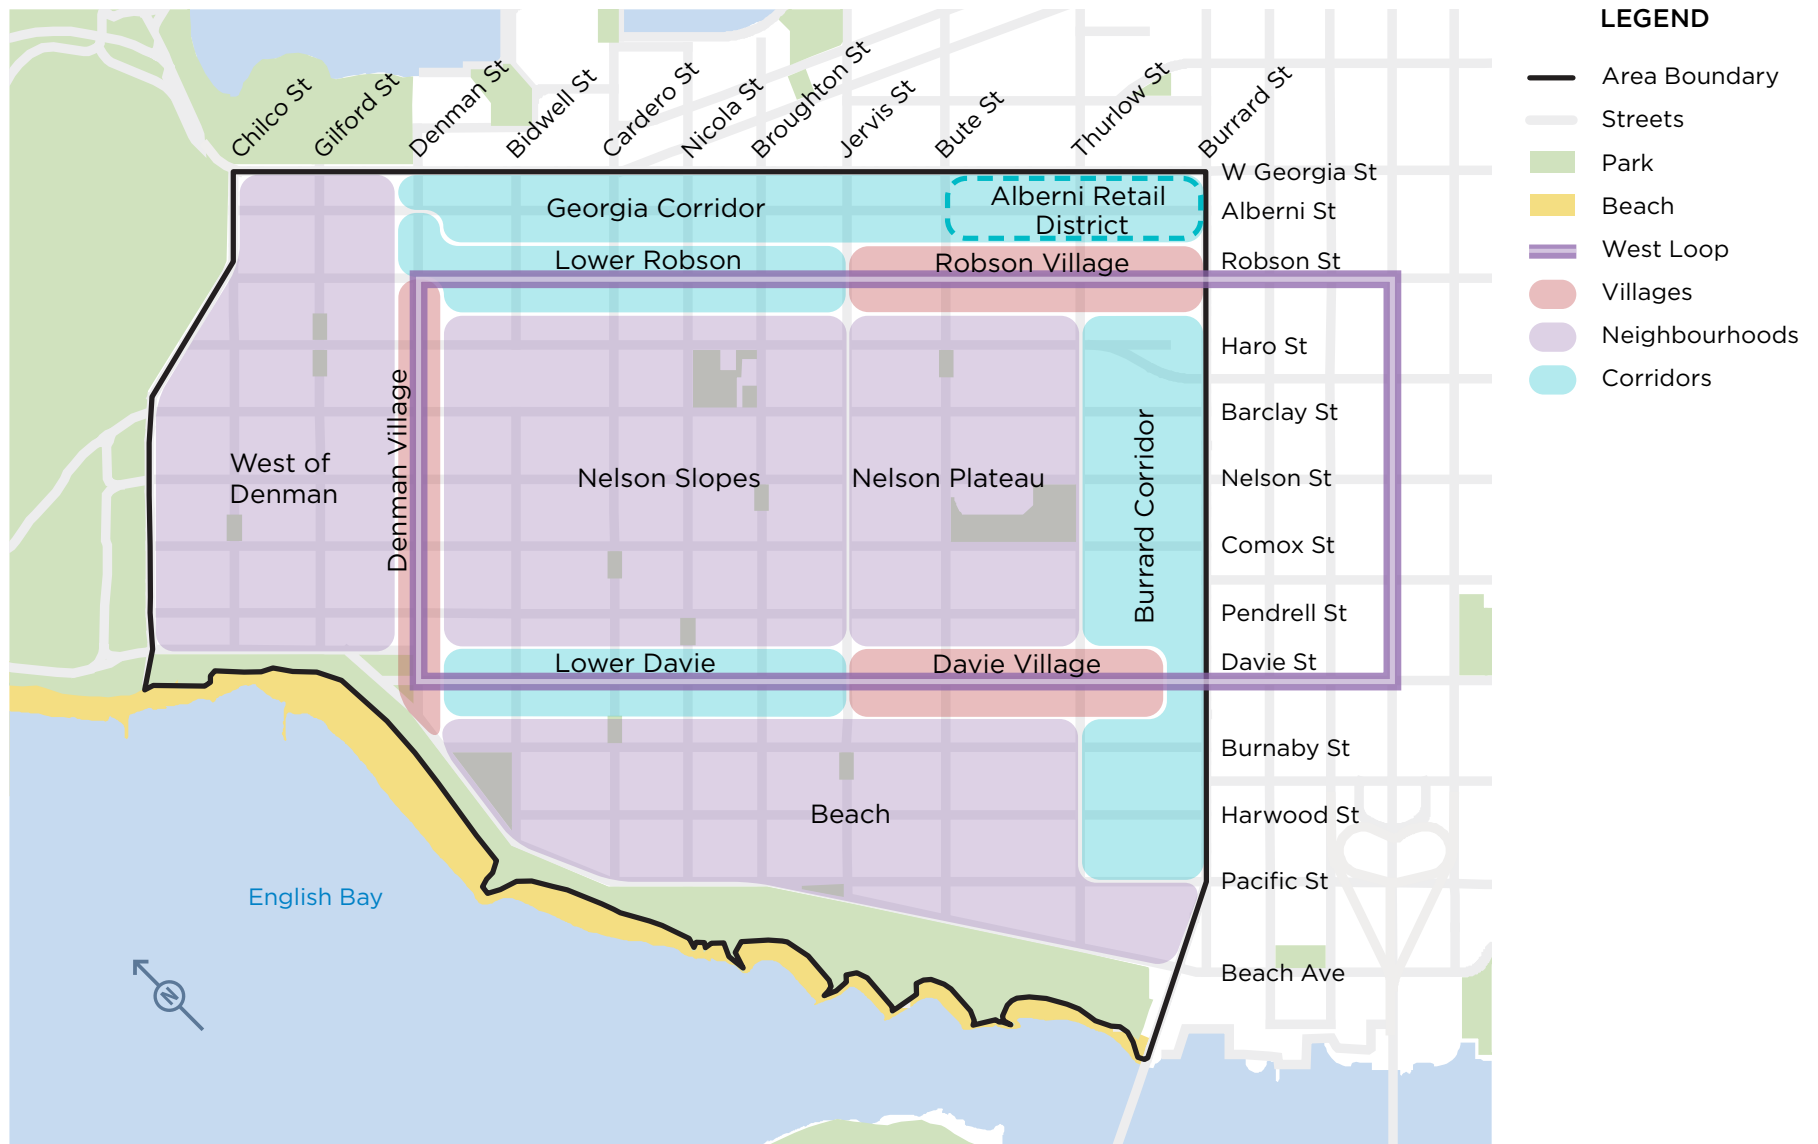 LEGEND
Area Boundary
Streets
Park
Beach
West Loop
Villages
Neighbourhoods
Corridors
Chilco St
Gilford St
Denman St
Bidwell St
Cardero St
Nicola St
Broughton St
Jervis St
Bute St
Thurlow St
Burrard St
W Georgia St
Alberni St
Robson St
Haro St
Barclay St
Nelson St
Comox St
Pendrell St
Davie St
Burnaby St
Harwood St
Pacific St
Beach Ave
Georgia Corridor
Alberni Retail
District
Lower Robson
Robson Village
West of
Denman
Denman Village
Nelson Slopes
Nelson Plateau
Burrard Corridor
Lower Davie
Davie Village
Beach
English Bay
N